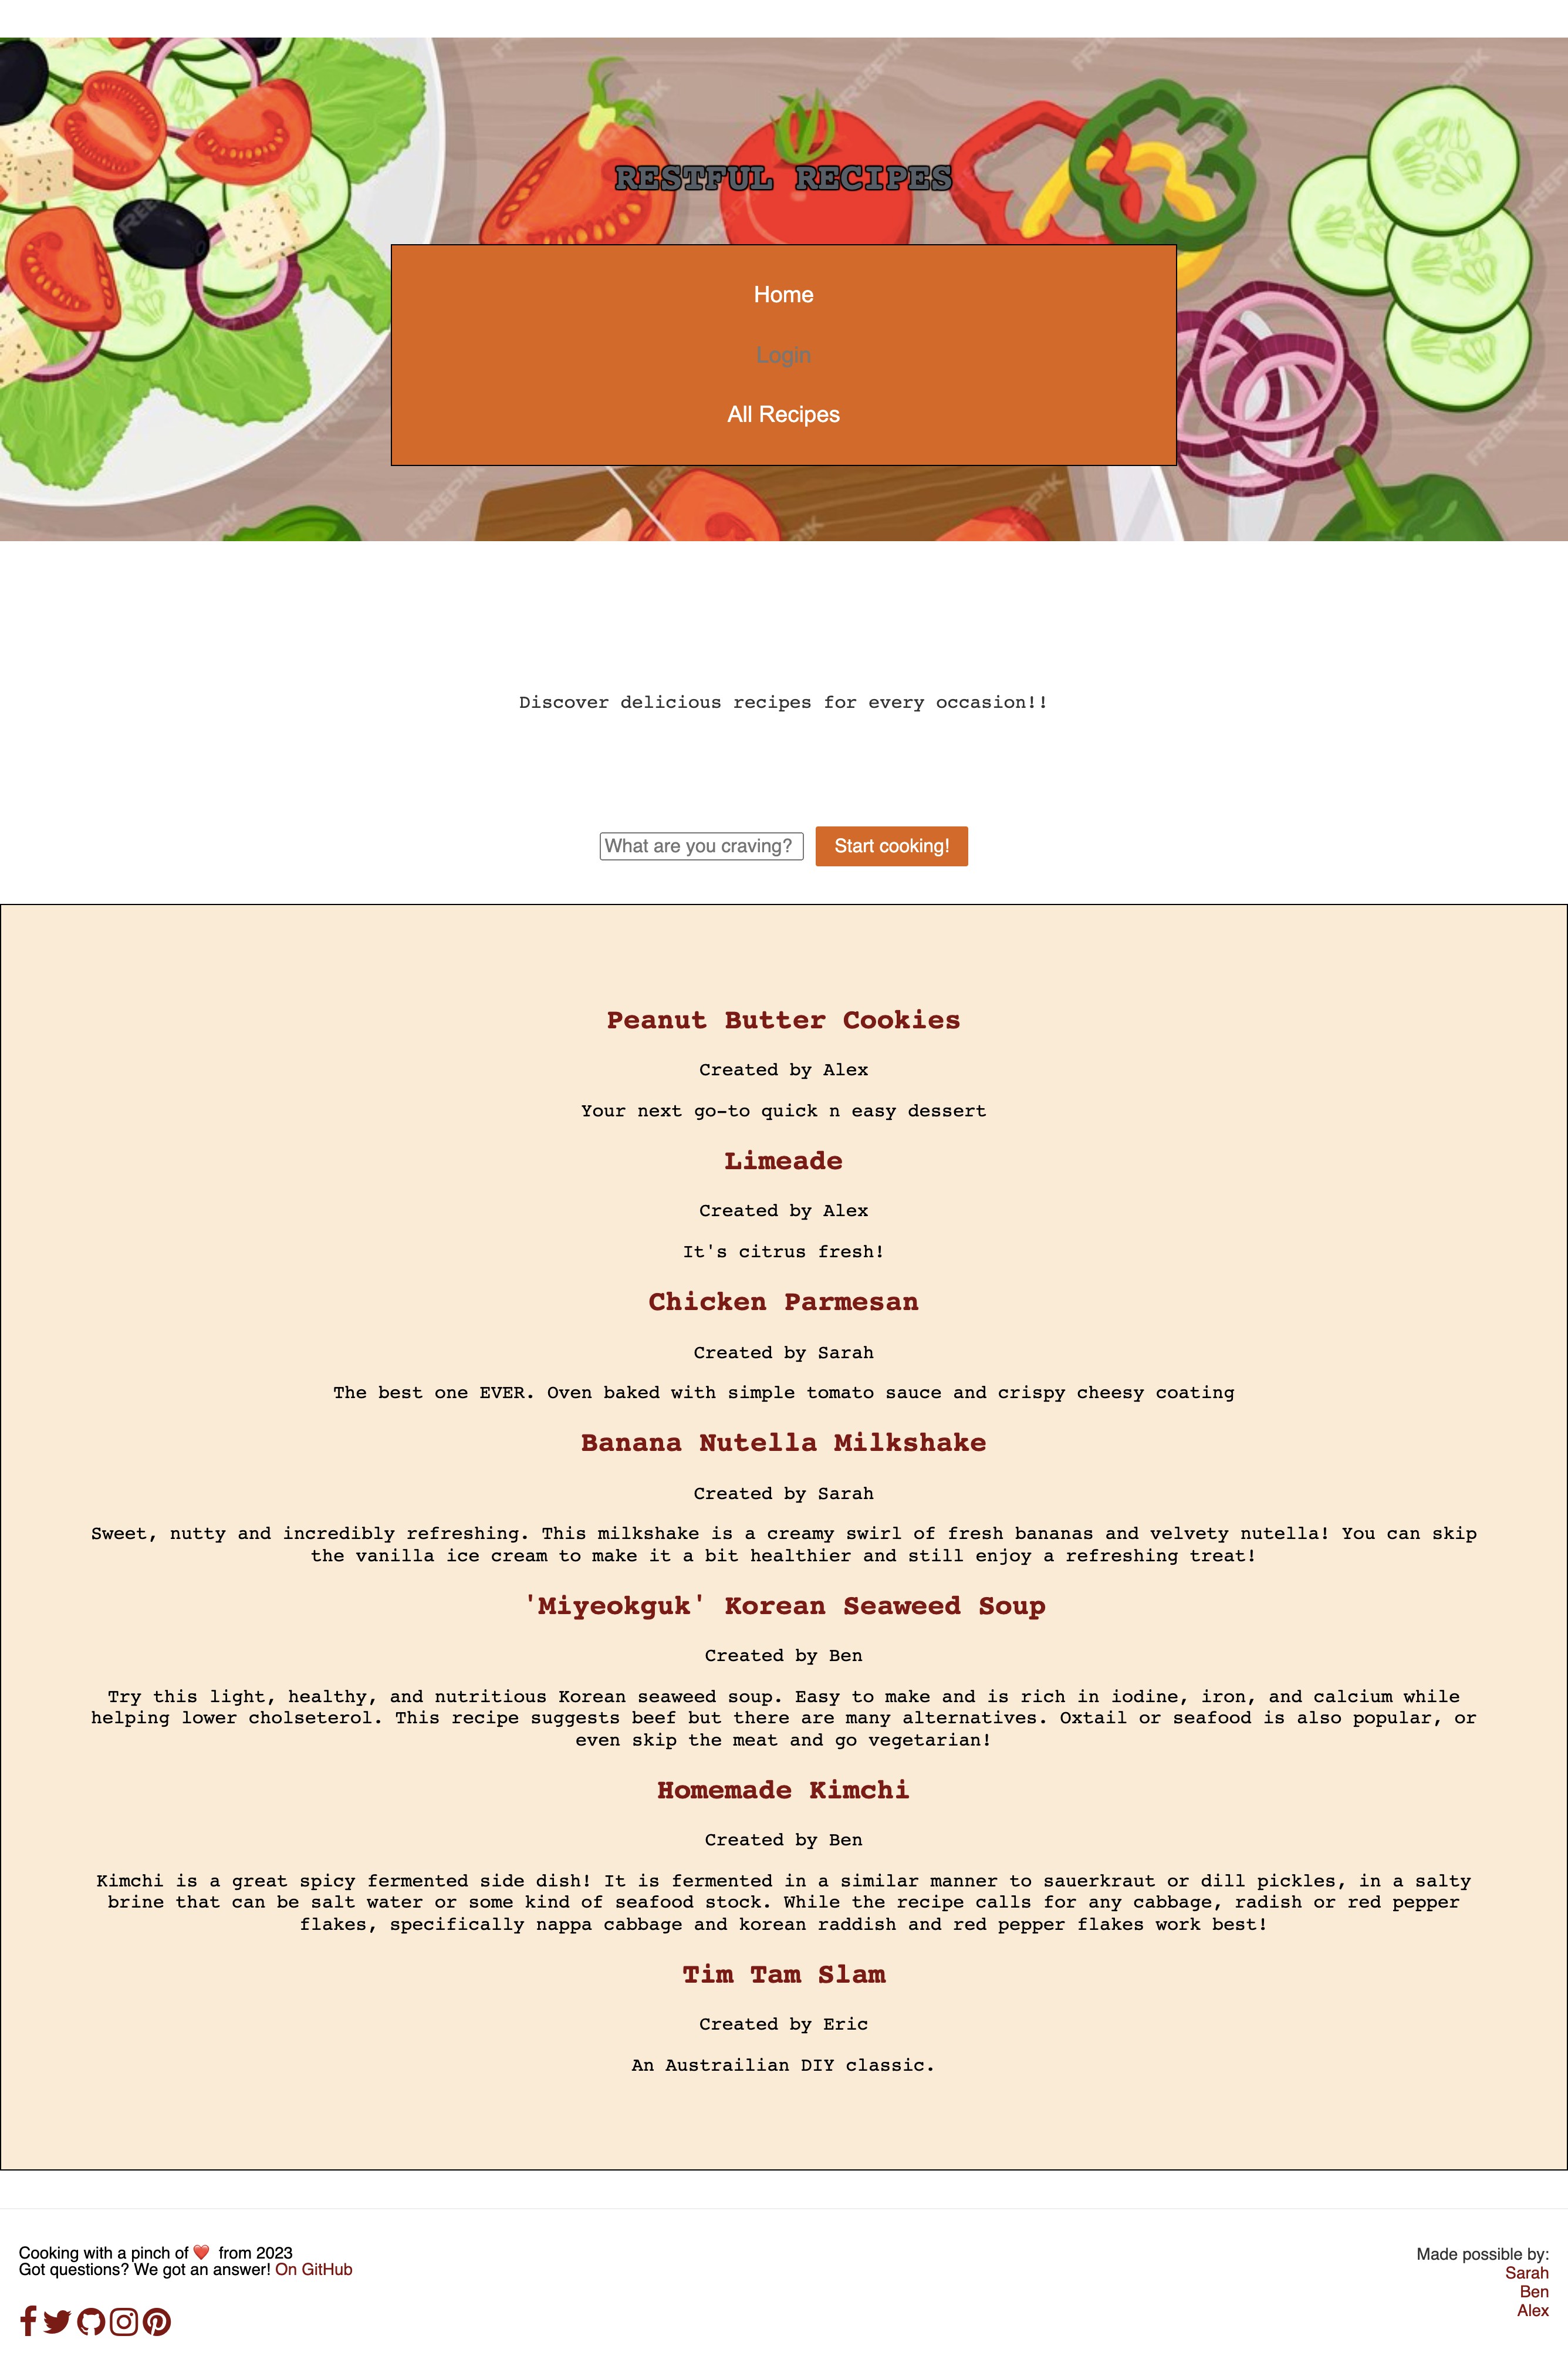 RESTFUL RECIPES
Home
Login
All Recipes
Discover delicious recipes for every occasion!!
What are you craving?
Start cooking!
Peanut Butter Cookies
Created by Alex
Your next go-to quick n easy dessert
Limeade
Created by Alex
It's citrus fresh!
Chicken Parmesan
Created by Sarah
The best one EVER. Oven baked with simple tomato sauce and crispy cheesy coating
Banana Nutella Milkshake
Created by Sarah
Sweet, nutty and incredibly refreshing. This milkshake is a creamy swirl of fresh bananas and velvety nutella! You can skip
the vanilla ice cream to make it a bit healthier and still enjoy a refreshing treat!
'Miyeokguk' Korean Seaweed Soup
Created by Ben
Try this light, healthy, and nutritious Korean seaweed soup. Easy to make and is rich in iodine, iron, and calcium while
helping lower cholseterol. This recipe suggests beef but there are many alternatives. Oxtail or seafood is also popular, or
even skip the meat and go vegetarian!
Homemade Kimchi
Created by Ben
Kimchi is a great spicy fermented side dish! It is fermented in a similar manner to sauerkraut or dill pickles, in a salty
brine that can be salt water or some kind of seafood stock. While the recipe calls for any cabbage, radish or red pepper
flakes, specifically nappa cabbage and korean raddish and red pepper flakes work best!
Tim Tam Slam
Created by Eric
An Austrailian DIY classic.
Cooking with a pinch of ❤️ from 2023
Got questions? We got an answer! On GitHub
Made possible by:
Sarah
Ben
Alex